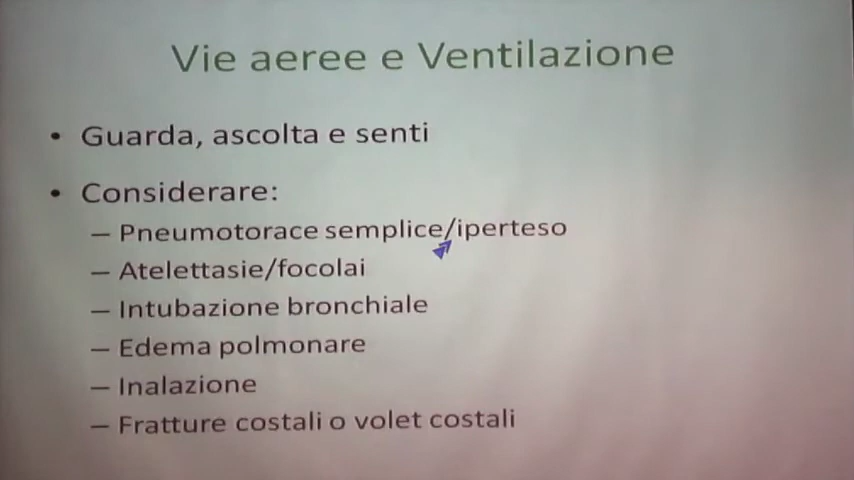 Vie aeree e Ventilazione
• Guarda, ascolta e senti
• Considerare:
– Pneumotorace semplice/iperteso
– Atelettasie/focolai
– Intubazione bronchiale
– Edema polmonare
– Inalazione
– Fratture costali o volet costali